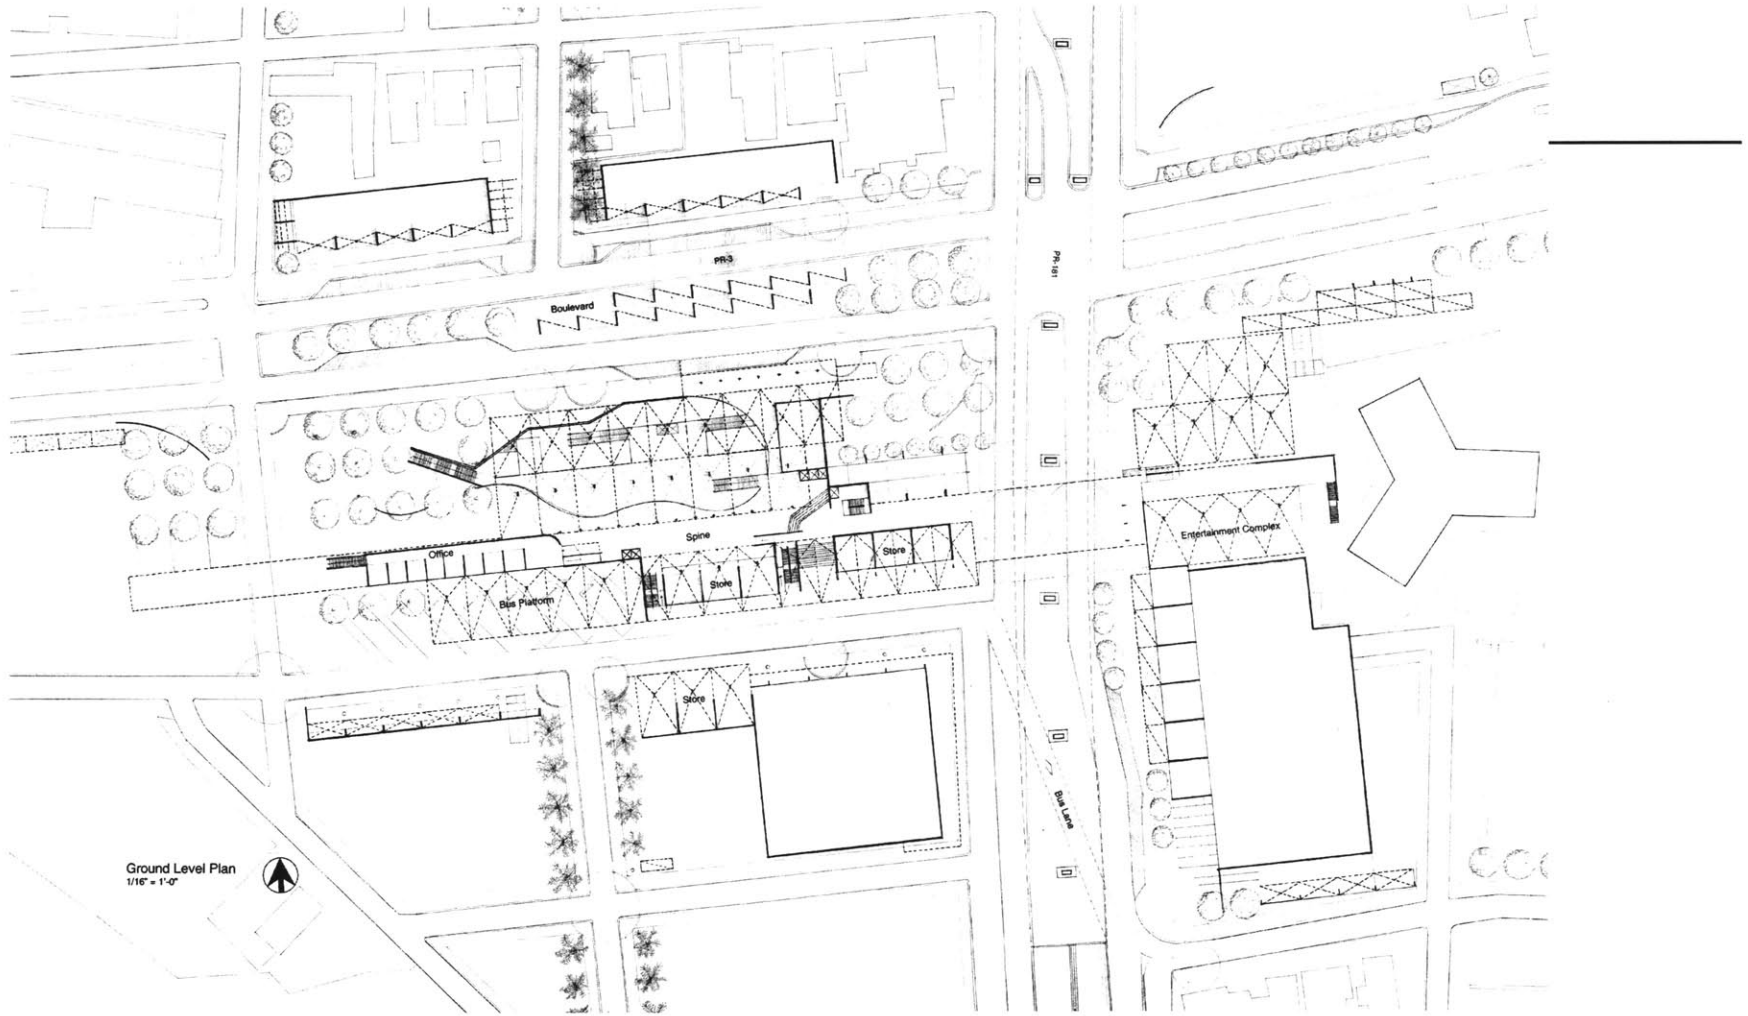 PR-3
PR-181
Boulevard
Spine
Office
Store
Entertainment Complex
Store
Bus Platform
Store
Bus Lane
Ground Level Plan
1/16" = 1'-0"